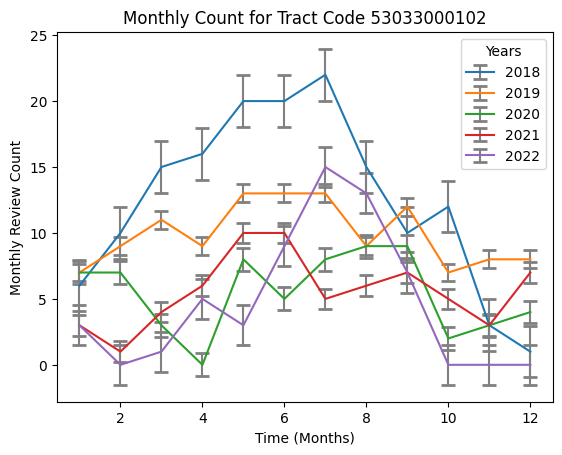 Monthly Count for Tract Code 53033000102
25
20
15
10
5
0
Monthly Review Count
Years
2018
2019
2020
2021
2022
2 4 6 8 10 12
Time (Months)